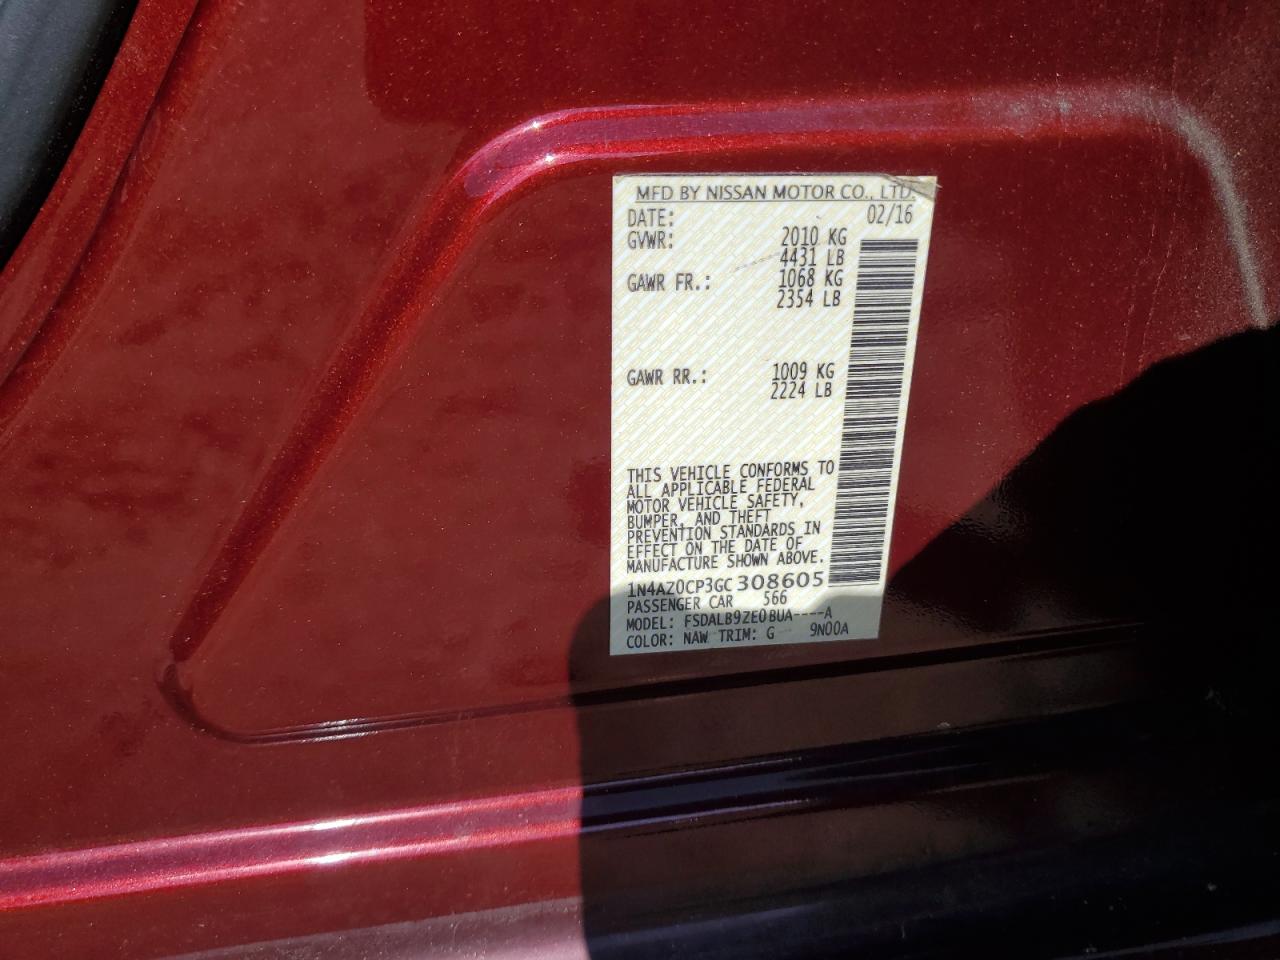 MFD BY NISSAN MOTOR CO., LTD.
DATE: 02/16
GVWR: 2010 KG
4431 LB
GAWR FR.: 1068 KG
2354 LB
GAWR RR.: 1009 KG
2224 LB
THIS VEHICLE CONFORMS TO
ALL APPLICABLE FEDERAL
MOTOR VEHICLE SAFETY,
BUMPER, AND THEFT
PREVENTION STANDARDS IN
EFFECT ON THE DATE OF
MANUFACTURE SHOWN ABOVE.
1N4AZ0CP3GC308605
PASSENGER CAR 566
MODEL: FSDALB9ZE0BUA----A
COLOR: NAW TRIM: G 9N00A